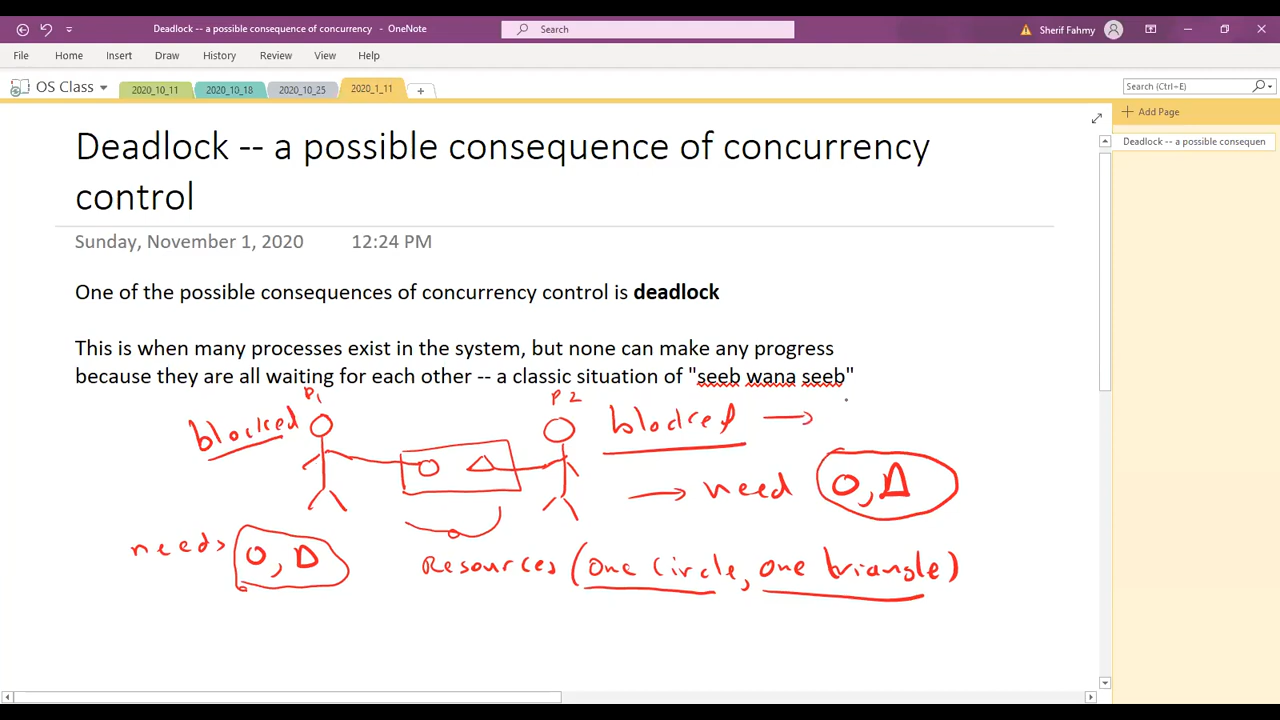 Deadlock -- a possible consequence of concurrency - OneNote
Search
Sherif Fahmy
File Home Insert Draw History Review View Help
OS Class
2020_10_11 2020_10_18 2020_10_25 2020_1_11
Search (Ctrl+E)
Add Page
Deadlock -- a possible consequen
Deadlock -- a possible consequence of concurrency
control
Sunday, November 1, 2020 12:24 PM
One of the possible consequences of concurrency control is deadlock
This is when many processes exist in the system, but none can make any progress
because they are all waiting for each other -- a classic situation of "seeb wana seeb"
P1 P2
blocked blocked
need O, Δ
needs O, Δ
Resources (one circle, one triangle)